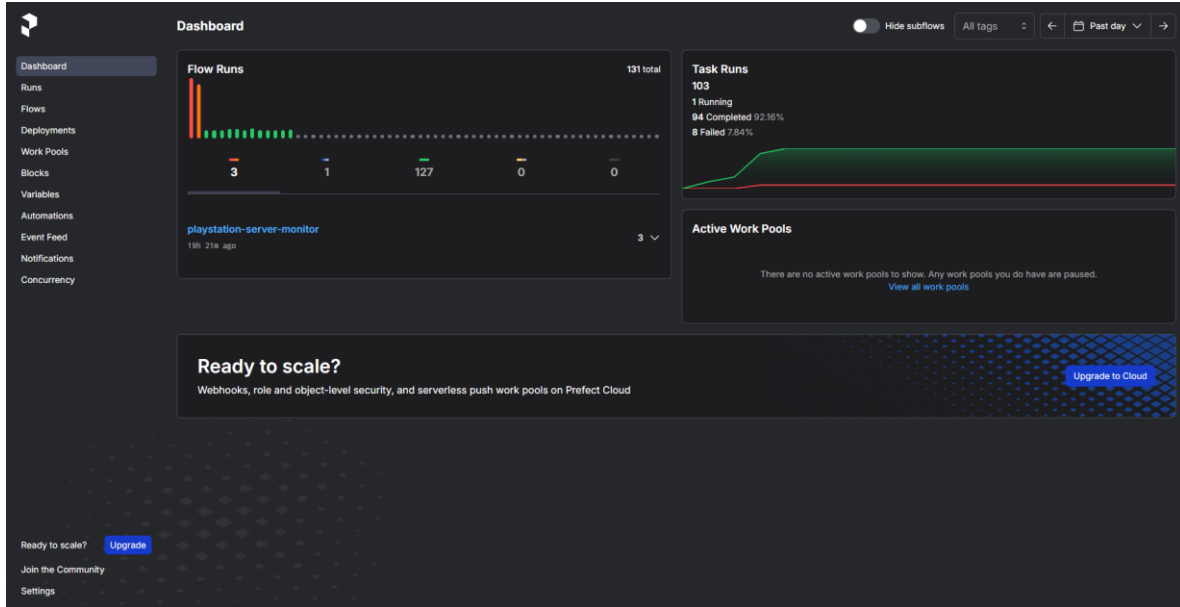 Dashboard
Hide subflows
All tags
Past day
Dashboard
Runs
Flows
Deployments
Work Pools
Blocks
Variables
Automations
Event Feed
Notifications
Concurrency
Flow Runs
131 total
3 1 127 0 0
playstation-server-monitor
19h 21m ago
3
Task Runs
103
1 Running
94 Completed 92.16%
8 Failed 7.84%
Active Work Pools
There are no active work pools to show. Any work pools you do have are paused.
View all work pools
Ready to scale?
Webhooks, role and object-level security, and serverless push work pools on Prefect Cloud
Upgrade to Cloud
Ready to scale? Upgrade
Join the Community
Settings